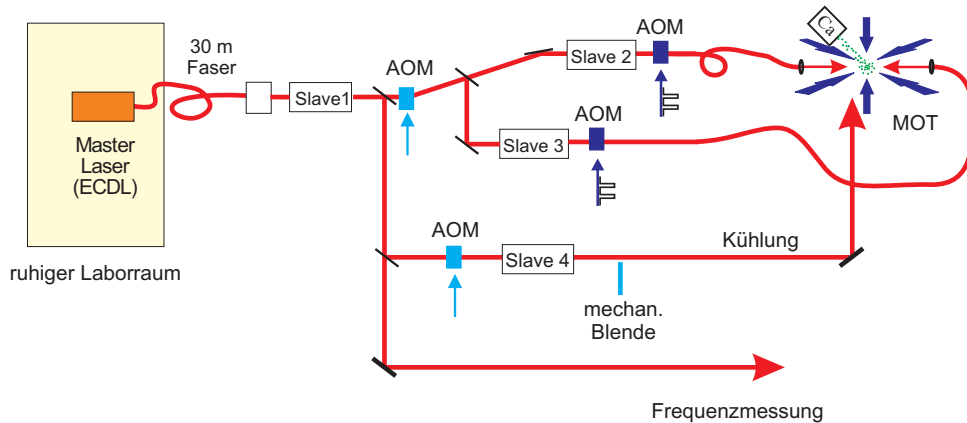 30 m
Faser
AOM
Slave 2
AOM
Ca
Slave1
Slave 3
AOM
MOT
Master
Laser
(ECDL)
AOM
Slave 4
Kühlung
ruhiger Laborraum
mechan.
Blende
Frequenzmessung